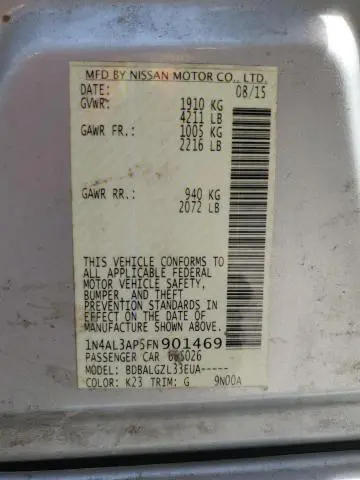 MFD BY NISSAN MOTOR CO., LTD.
DATE: 08/15
GVWR: 1910 KG
4211 LB
GAWR FR.: 1005 KG
2216 LB
GAWR RR.: 940 KG
2072 LB
THIS VEHICLE CONFORMS TO
ALL APPLICABLE FEDERAL
MOTOR VEHICLE SAFETY,
BUMPER, AND THEFT
PREVENTION STANDARDS IN
EFFECT ON THE DATE OF
MANUFACTURE SHOWN ABOVE.
1N4AL3AP5FN901469
PASSENGER CAR
MODEL: BDBALGZL33EUA-----
COLOR: K23 TRIM: G 9N00A